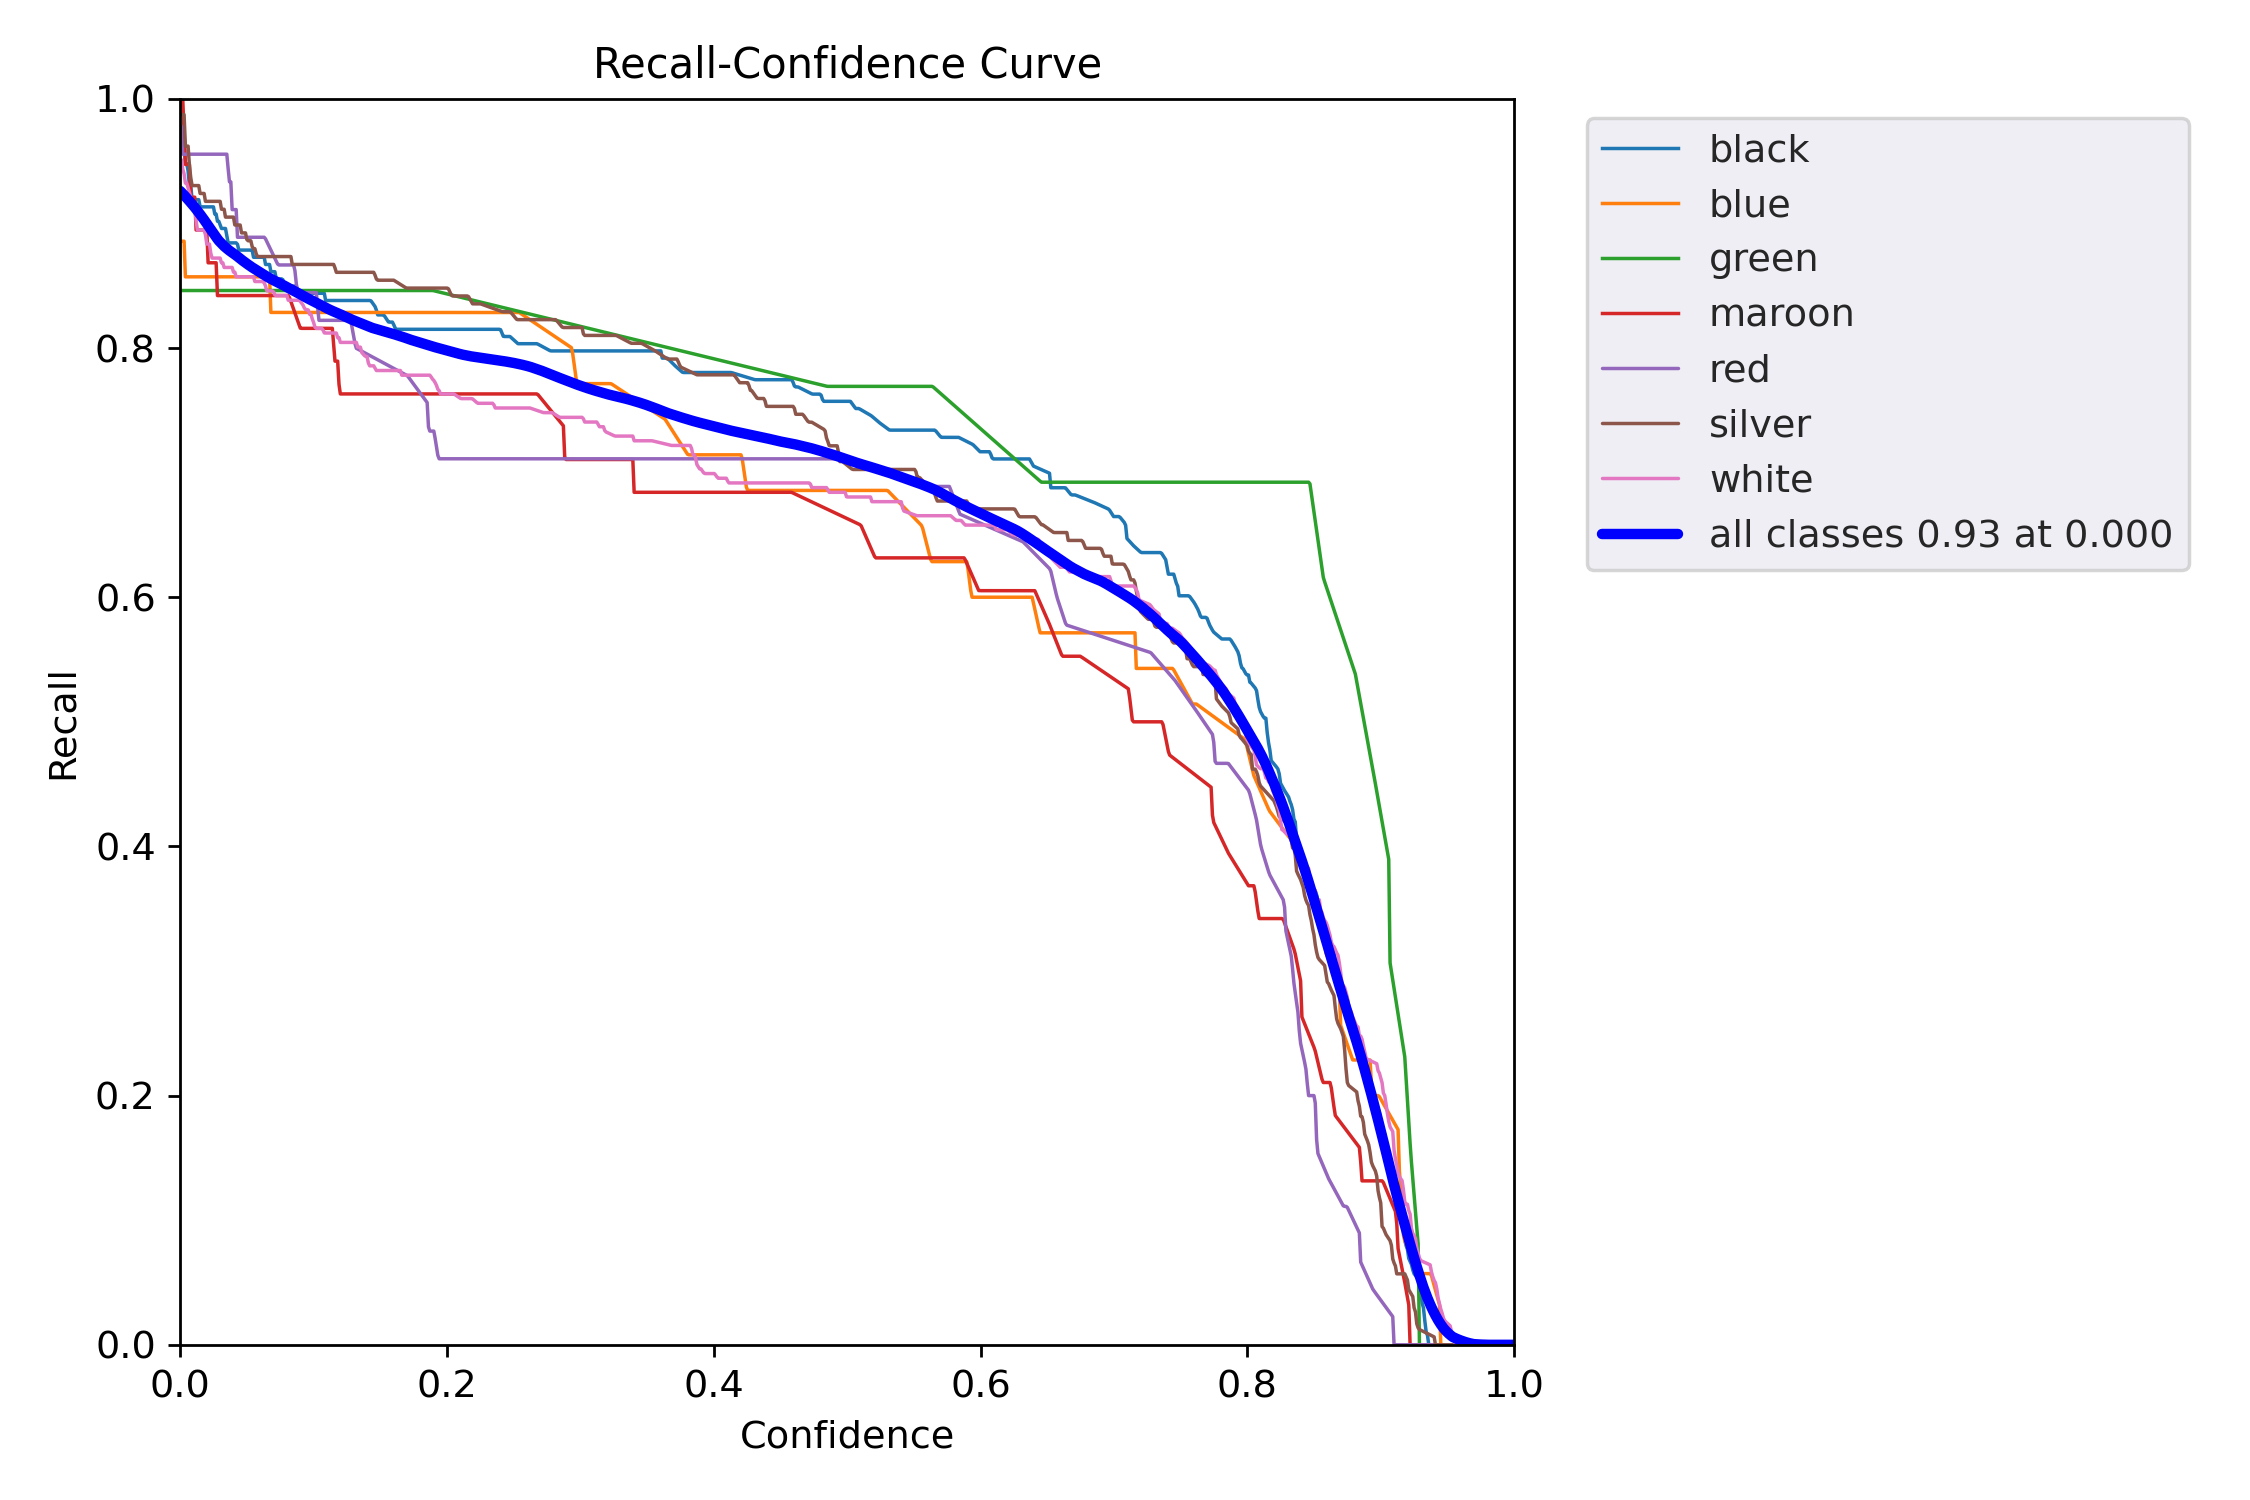 Recall-Confidence Curve
1.0
0.8
0.6
0.4
0.2
0.0
Recall
0.0 0.2 0.4 0.6 0.8 1.0
Confidence
black
blue
green
maroon
red
silver
white
all classes 0.93 at 0.000